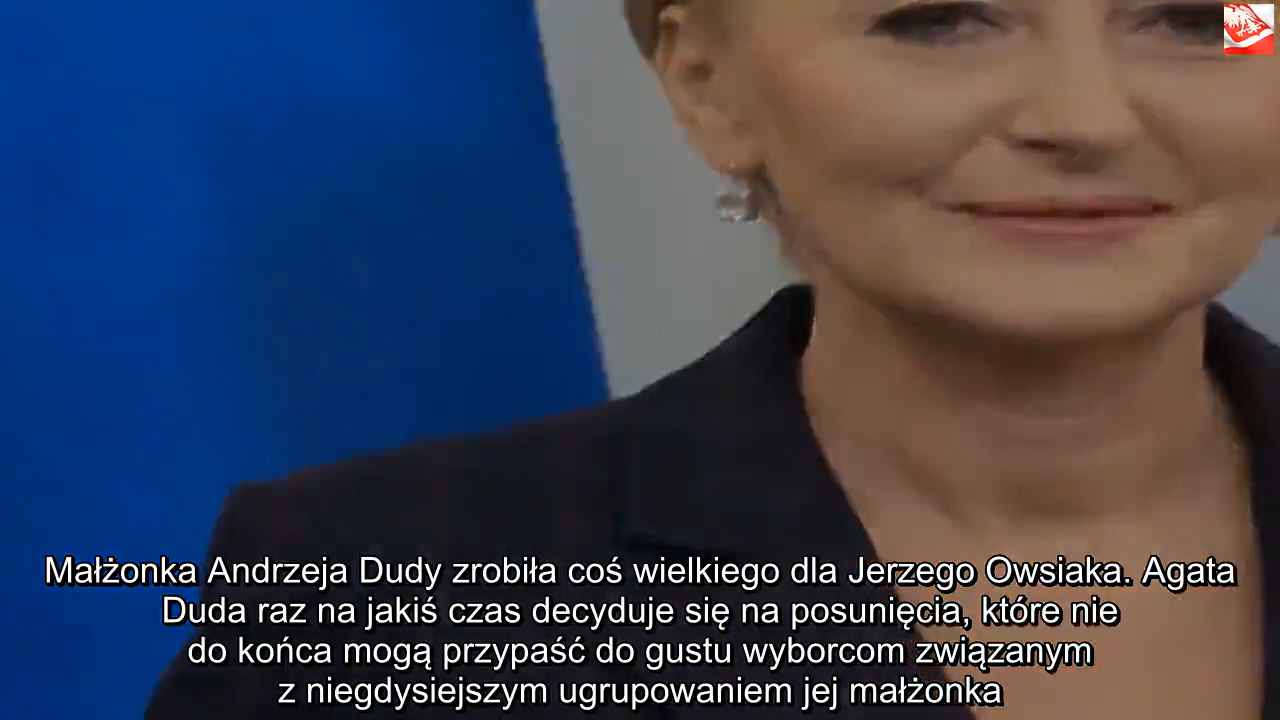 Małżonka Andrzeja Dudy zrobiła coś wielkiego dla Jerzego Owsiaka. Agata
Duda raz na jakiś czas decyduje się na posunięcia, które nie
do końca mogą przypaść do gustu wyborcom związanym
z niegdysiejszym ugrupowaniem jej małżonka